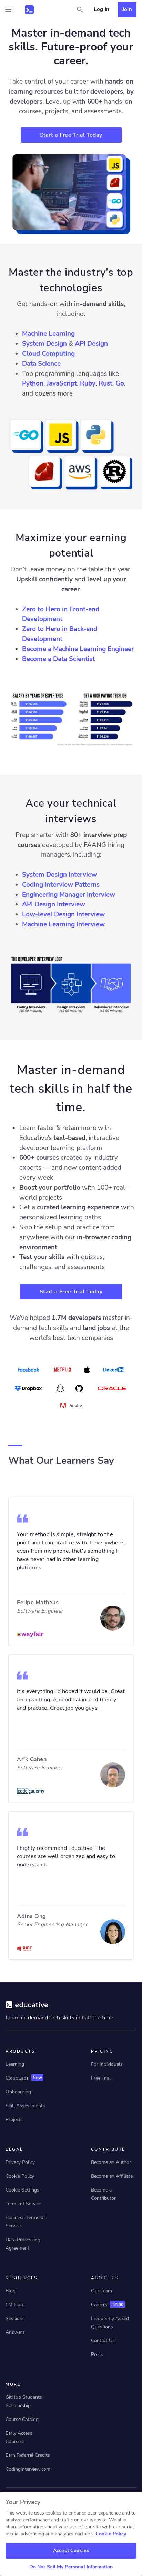 Log In
Join
Master in-demand tech
skills. Future-proof your
career.
Take control of your career with hands-on
learning resources built for developers, by
developers. Level up with 600+ hands-on
courses, projects, and assessments.
Start a Free Trial Today
JS
GO
Master the industry's top
technologies
Get hands-on with in-demand skills,
including:
Machine Learning
System Design & API Design
Cloud Computing
Data Science
Top programming languages like
Python, JavaScript, Ruby, Rust, Go,
and dozens more
GO
JS
aws
Maximize your earning
potential
Don't leave money on the table this year.
Upskill confidently and level up your
career.
Zero to Hero in Front-end
Development
Zero to Hero in Back-end
Development
Become a Machine Learning Engineer
Become a Data Scientist
SALARY BY YEARS OF EXPERIENCE
GET A HIGH PAYING TECH JOB
Ace your technical
interviews
Prep smarter with 80+ interview prep
courses developed by FAANG hiring
managers, including:
System Design Interview
Coding Interview Patterns
Engineering Manager Interview
API Design Interview
Low-level Design Interview
Machine Learning Interview
THE DEVELOPER INTERVIEW LOOP
Coding Interview
Design Interview
Behavioral Interview
Master in-demand
tech skills in half the
time.
Learn faster & retain more with
Educative's text-based, interactive
developer learning platform
600+ courses created by industry
experts — and new content added
every week
Boost your portfolio with 100+ real-
world projects
Get a curated learning experience with
personalized learning paths
Skip the setup and practice from
anywhere with our in-browser coding
environment
Test your skills with quizzes,
challenges, and assessments.
Start a Free Trial Today
We've helped 1.7M developers master in-
demand tech skills and land jobs at the
world's best tech companies
facebook
NETFLIX
LinkedIn
Dropbox
ORACLE
Adobe
What Our Learners Say
Your method is simple, straight to the
point and I can practice with it everywhere,
even from my phone, that's something I
have never had in other learning
platforms.
Felipe Matheus
Software Engineer
wayfair
It's everything I'd hoped it would be. Great
for upskilling. A good balance of theory
and practice. Great job you guys
Arik Cohen
Software Engineer
codecademy
I highly recommend Educative. The
courses are well organized and easy to
understand.
Adina Ong
Senior Engineering Manager
RIOT
educative
Learn in-demand tech skills in half the time
PRODUCTS
Learning
CloudLabs New
Onboarding
Skill Assessments
Projects
PRICING
For Individuals
Free Trial
LEGAL
Privacy Policy
Cookie Policy
Cookie Settings
Terms of Service
Business Terms of
Service
Data Processing
Agreement
CONTRIBUTE
Become an Author
Become an Affiliate
Become a
Contributor
RESOURCES
Blog
EM Hub
Sessions
Answers
ABOUT US
Our Team
Careers Hiring
Frequently Asked
Questions
Contact Us
Press
MORE
GitHub Students
Scholarship
Course Catalog
Early Access
Courses
Earn Referral Credits
CodingInterview.com
Your Privacy
We use cookies to enhance user experience and to
analyze performance and traffic on our website. We also
share information about your use of our site with our social
media, advertising, and analytics partners. Cookie Policy
Accept Cookies
Do Not Sell My Personal Information